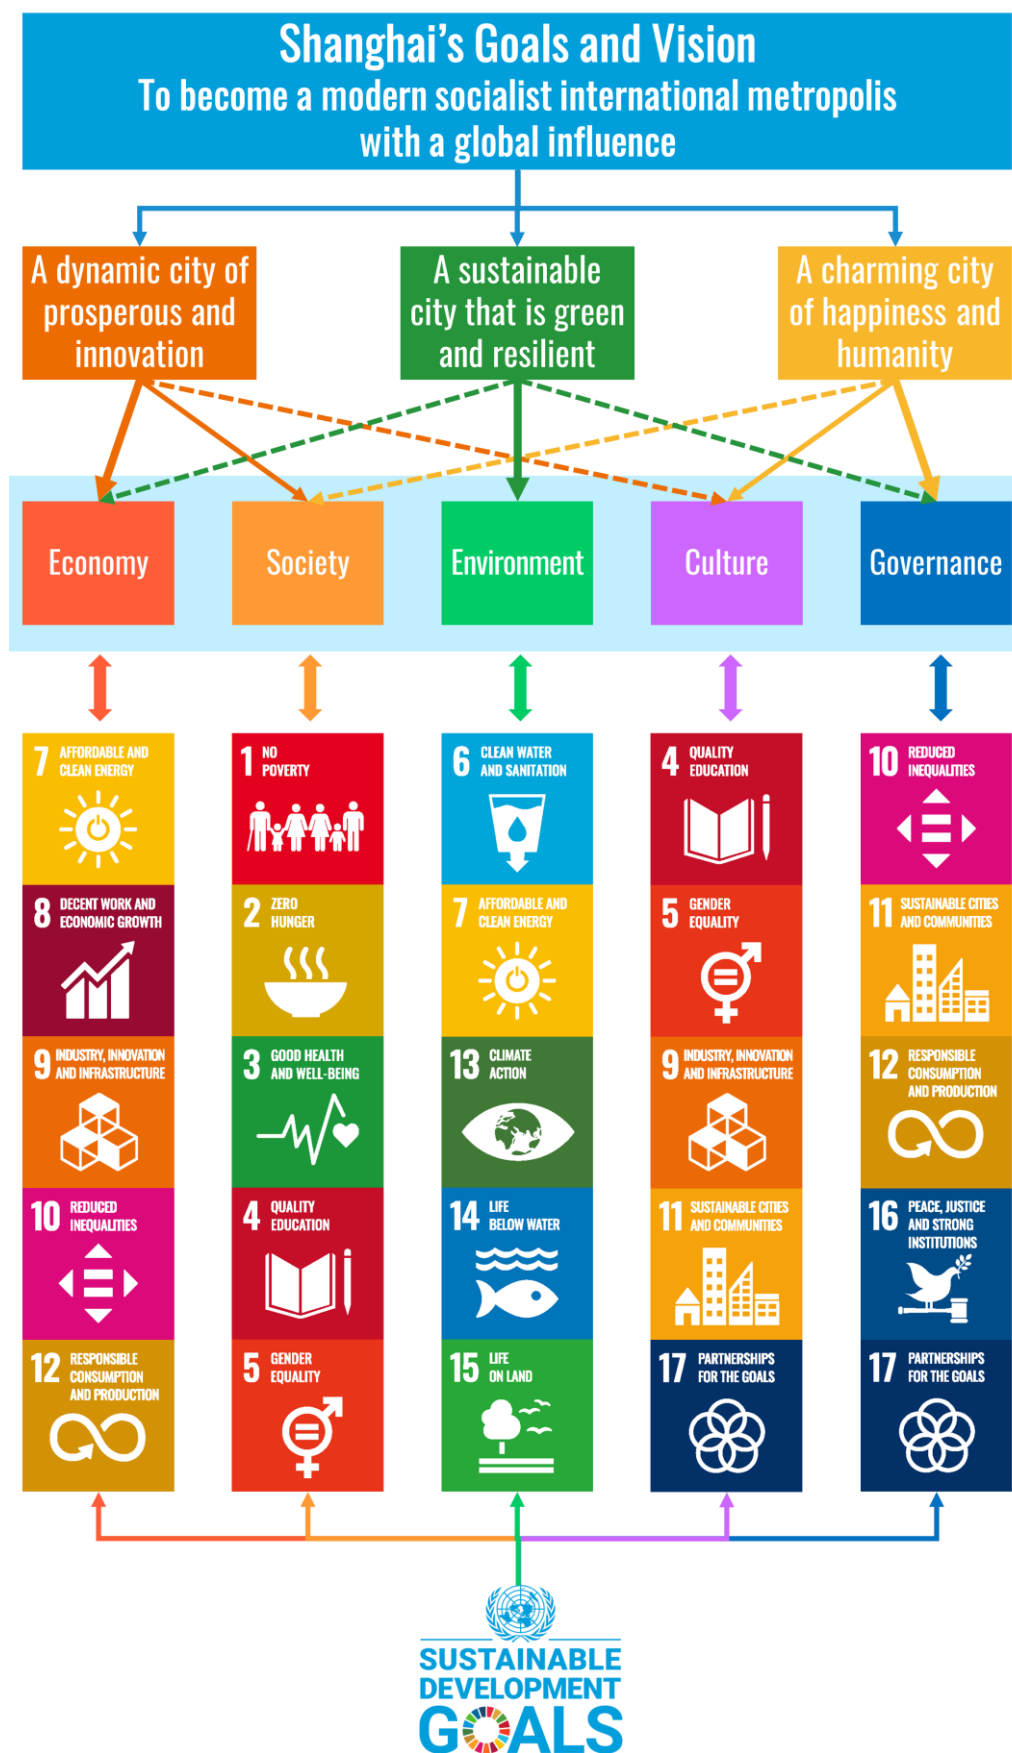 Shanghai's Goals and Vision
To become a modern socialist international metropolis
with a global influence
A dynamic city of
prosperous and
innovation
A sustainable
city that is green
and resilient
A charming city
of happiness and
humanity
Economy
Society
Environment
Culture
Governance
7 AFFORDABLE AND
CLEAN ENERGY
8 DECENT WORK AND
ECONOMIC GROWTH
9 INDUSTRY, INNOVATION
AND INFRASTRUCTURE
10 REDUCED
INEQUALITIES
12 RESPONSIBLE
CONSUMPTION
AND PRODUCTION
1 NO
POVERTY
2 ZERO
HUNGER
3 GOOD HEALTH
AND WELL-BEING
4 QUALITY
EDUCATION
5 GENDER
EQUALITY
6 CLEAN WATER
AND SANITATION
7 AFFORDABLE AND
CLEAN ENERGY
13 CLIMATE
ACTION
14 LIFE
BELOW WATER
15 LIFE
ON LAND
4 QUALITY
EDUCATION
5 GENDER
EQUALITY
9 INDUSTRY, INNOVATION
AND INFRASTRUCTURE
11 SUSTAINABLE CITIES
AND COMMUNITIES
17 PARTNERSHIPS
FOR THE GOALS
10 REDUCED
INEQUALITIES
11 SUSTAINABLE CITIES
AND COMMUNITIES
12 RESPONSIBLE
CONSUMPTION
AND PRODUCTION
16 PEACE, JUSTICE
AND STRONG
INSTITUTIONS
17 PARTNERSHIPS
FOR THE GOALS
SUSTAINABLE
DEVELOPMENT
GOALS